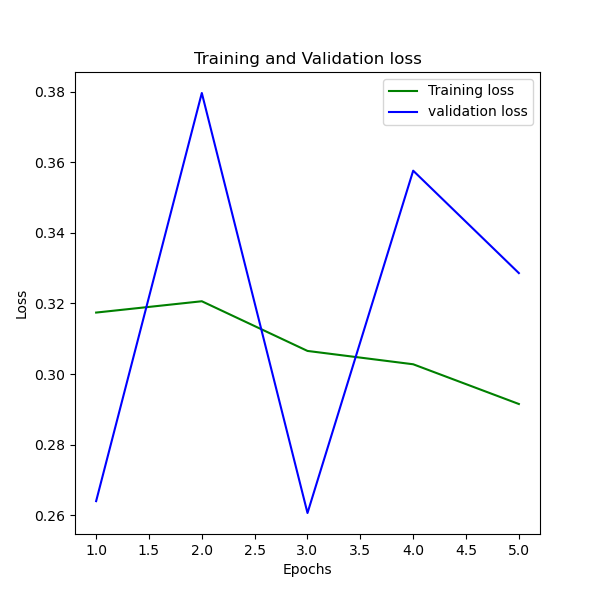 Training and Validation loss
Training loss
validation loss
0.38
0.36
0.34
0.32
0.30
0.28
0.26
Loss
1.0 1.5 2.0 2.5 3.0 3.5 4.0 4.5 5.0
Epochs